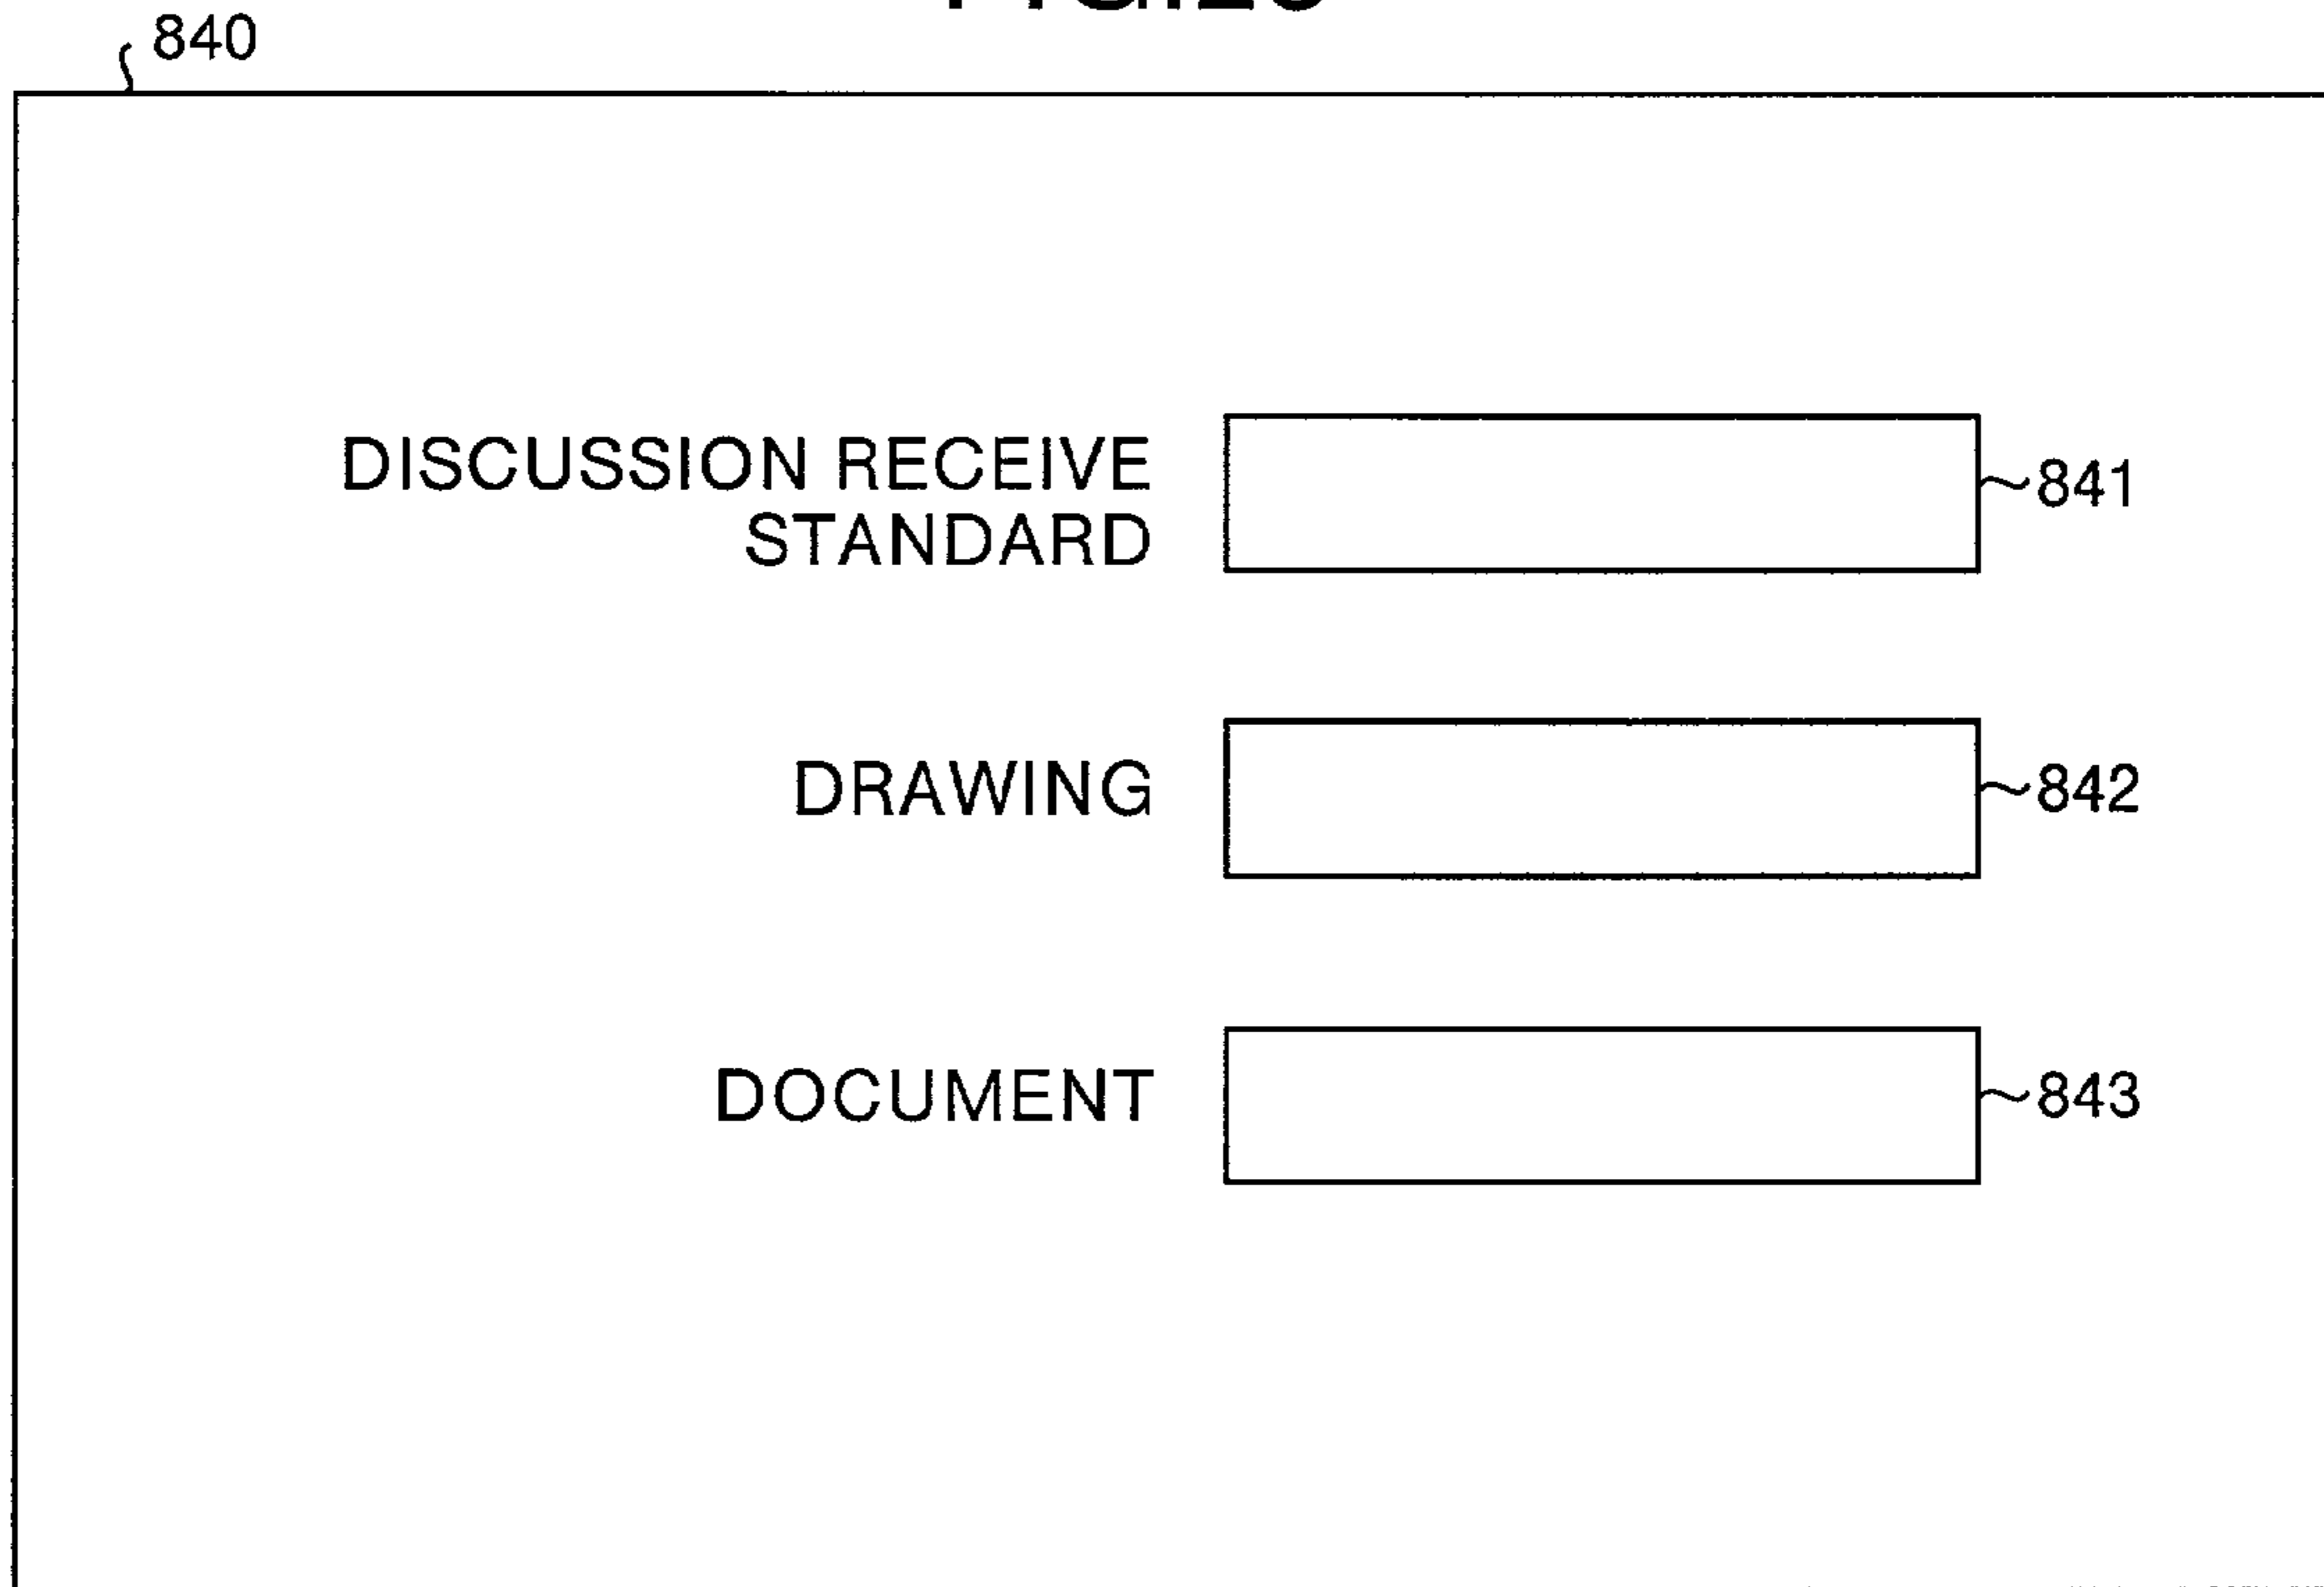 840
DISCUSSION RECEIVE
STANDARD
841
DRAWING
842
DOCUMENT
843